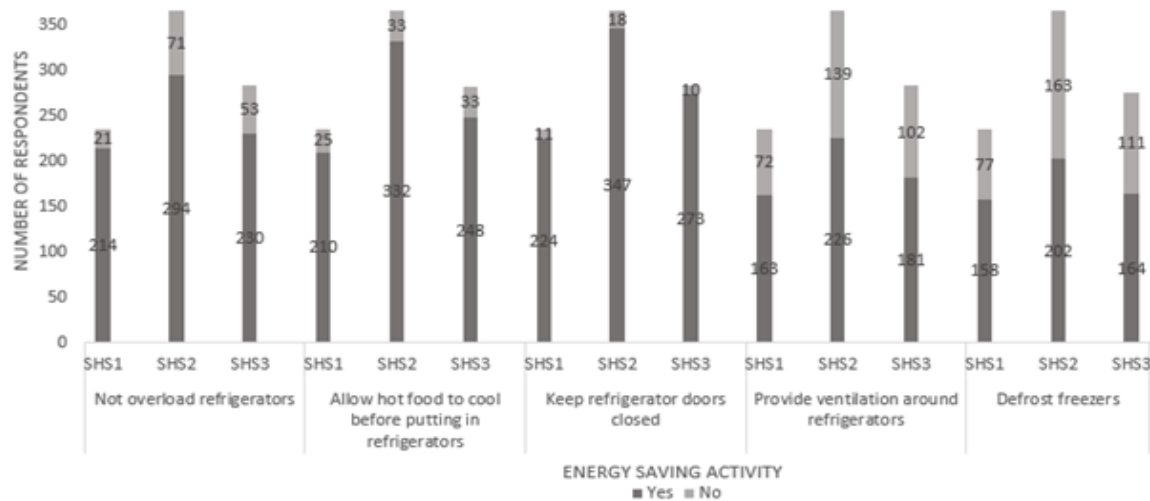 350
300
250
200
150
100
50
0
NUMBER OF RESPONDENTS
21
214
71
294
53
230
25
210
33
332
33
248
11
224
18
347
10
273
72
163
139
226
102
181
77
158
163
202
111
164
SHS1 SHS2 SHS3 SHS1 SHS2 SHS3 SHS1 SHS2 SHS3 SHS1 SHS2 SHS3 SHS1 SHS2 SHS3
Not overload refrigerators
Allow hot food to cool
before putting in
refrigerators
Keep refrigerator doors
closed
Provide ventilation around
refrigerators
Defrost freezers
ENERGY SAVING ACTIVITY
Yes No